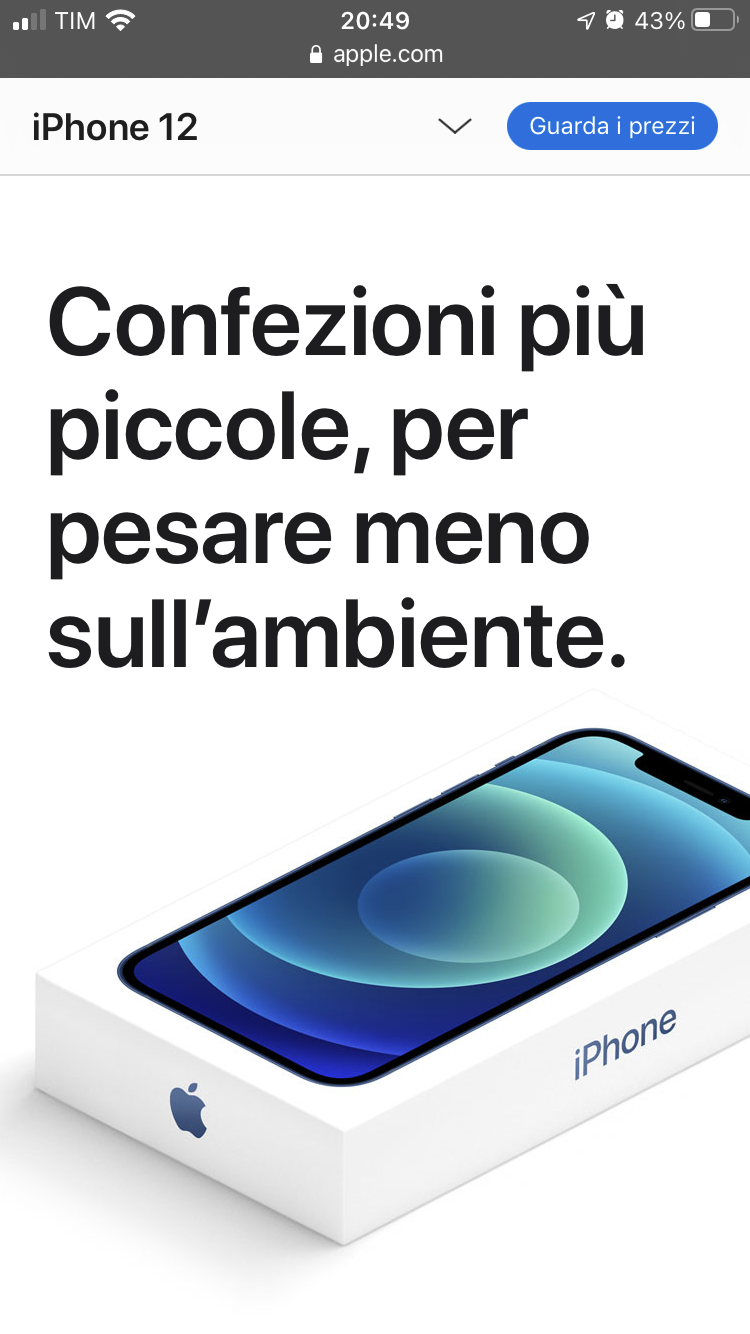 TIM 20:49 43%
apple.com
iPhone 12 Guarda i prezzi
Confezioni più
piccole, per
pesare meno
sull’ambiente.
iPhone